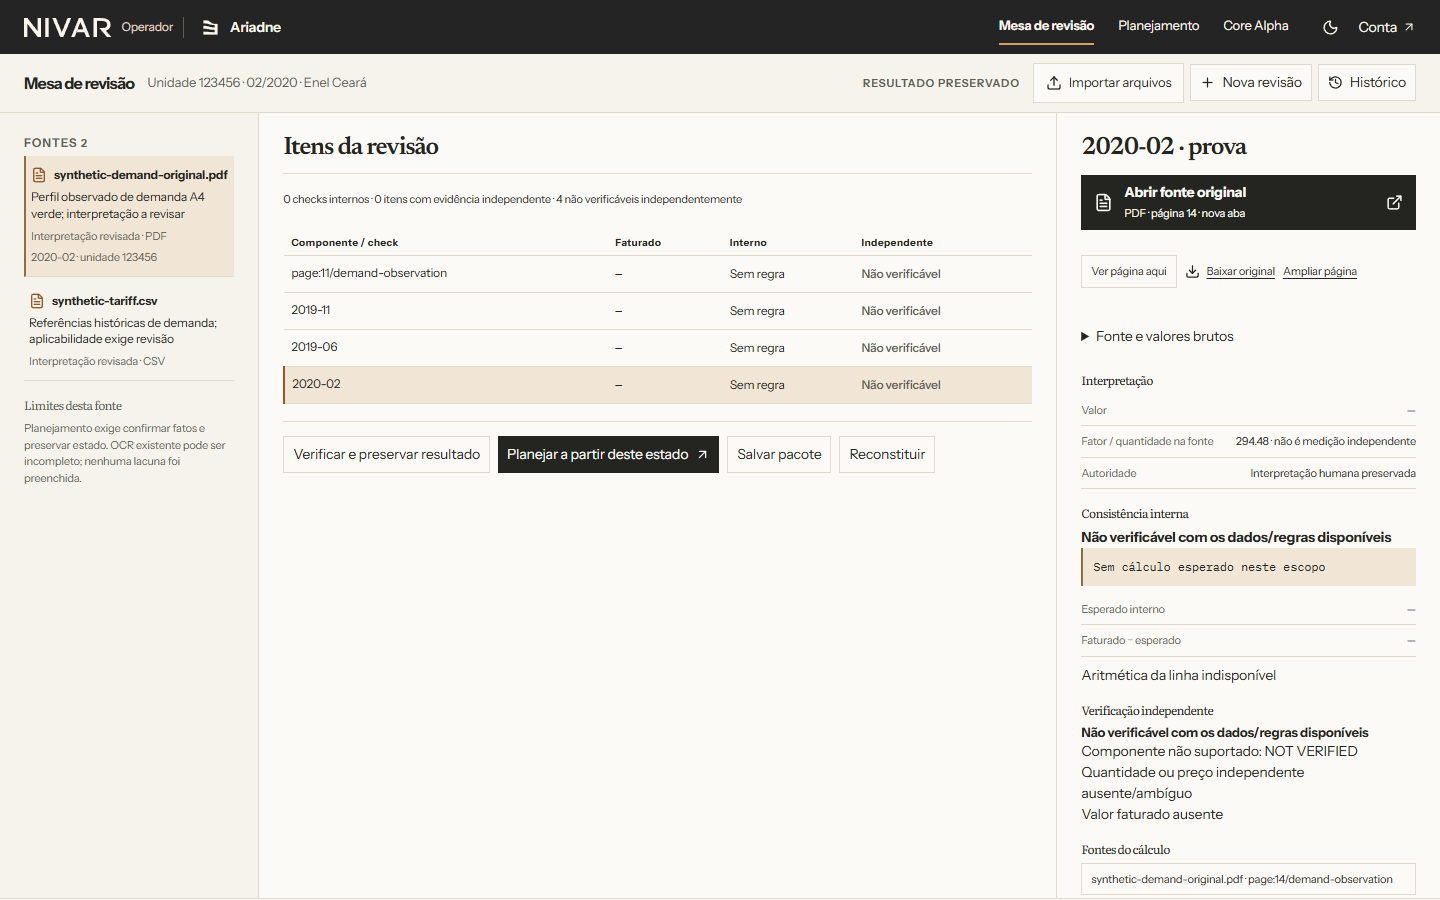 NIVAR Operador Ariadne Mesa de revisão Planejamento Core Alpha Conta
Mesa de revisão Unidade 123456 · 02/2020 · Enel Ceará RESULTADO PRESERVADO Importar arquivos Nova revisão Histórico
FONTES 2
synthetic-demand-original.pdf
Perfil observado de demanda A4
verde; interpretação a revisar
Interpretação revisada · PDF
2020-02 · unidade 123456
synthetic-tariff.csv
Referências históricas de demanda;
aplicabilidade exige revisão
Interpretação revisada · CSV
Limites desta fonte
Planejamento exige confirmar fatos e
preservar estado. OCR existente pode ser
incompleto; nenhuma lacuna foi
preenchida.
Itens da revisão
0 checks internos · 0 itens com evidência independente · 4 não verificáveis independentemente
Componente / check Faturado Interno Independente
page:11/demand-observation – Sem regra Não verificável
2019-11 – Sem regra Não verificável
2019-06 – Sem regra Não verificável
2020-02 – Sem regra Não verificável
Verificar e preservar resultado Planejar a partir deste estado Salvar pacote Reconstituir
2020-02 · prova
Abrir fonte original
PDF · página 14 · nova aba
Ver página aqui Baixar original Ampliar página
Fonte e valores brutos
Interpretação
Valor –
Fator / quantidade na fonte 294.48 · não é medição independente
Autoridade Interpretação humana preservada
Consistência interna
Não verificável com os dados/regras disponíveis
Sem cálculo esperado neste escopo
Esperado interno –
Faturado − esperado –
Aritmética da linha indisponível
Verificação independente
Não verificável com os dados/regras disponíveis
Componente não suportado: NOT VERIFIED
Quantidade ou preço independente
ausente/ambíguo
Valor faturado ausente
Fontes do cálculo
synthetic-demand-original.pdf · page:14/demand-observation